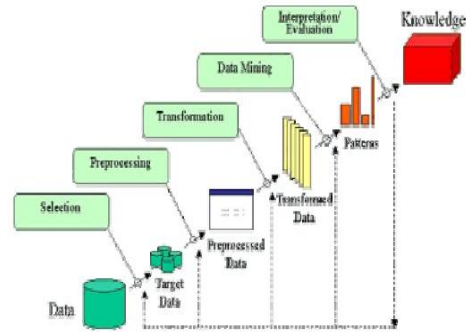 Interpretation/
Evaluation
Knowledge
Data Mining
Transformation
Patterns
Preprocessing
Transformed
Data
Selection
Preprocessed
Data
Target
Data
Data